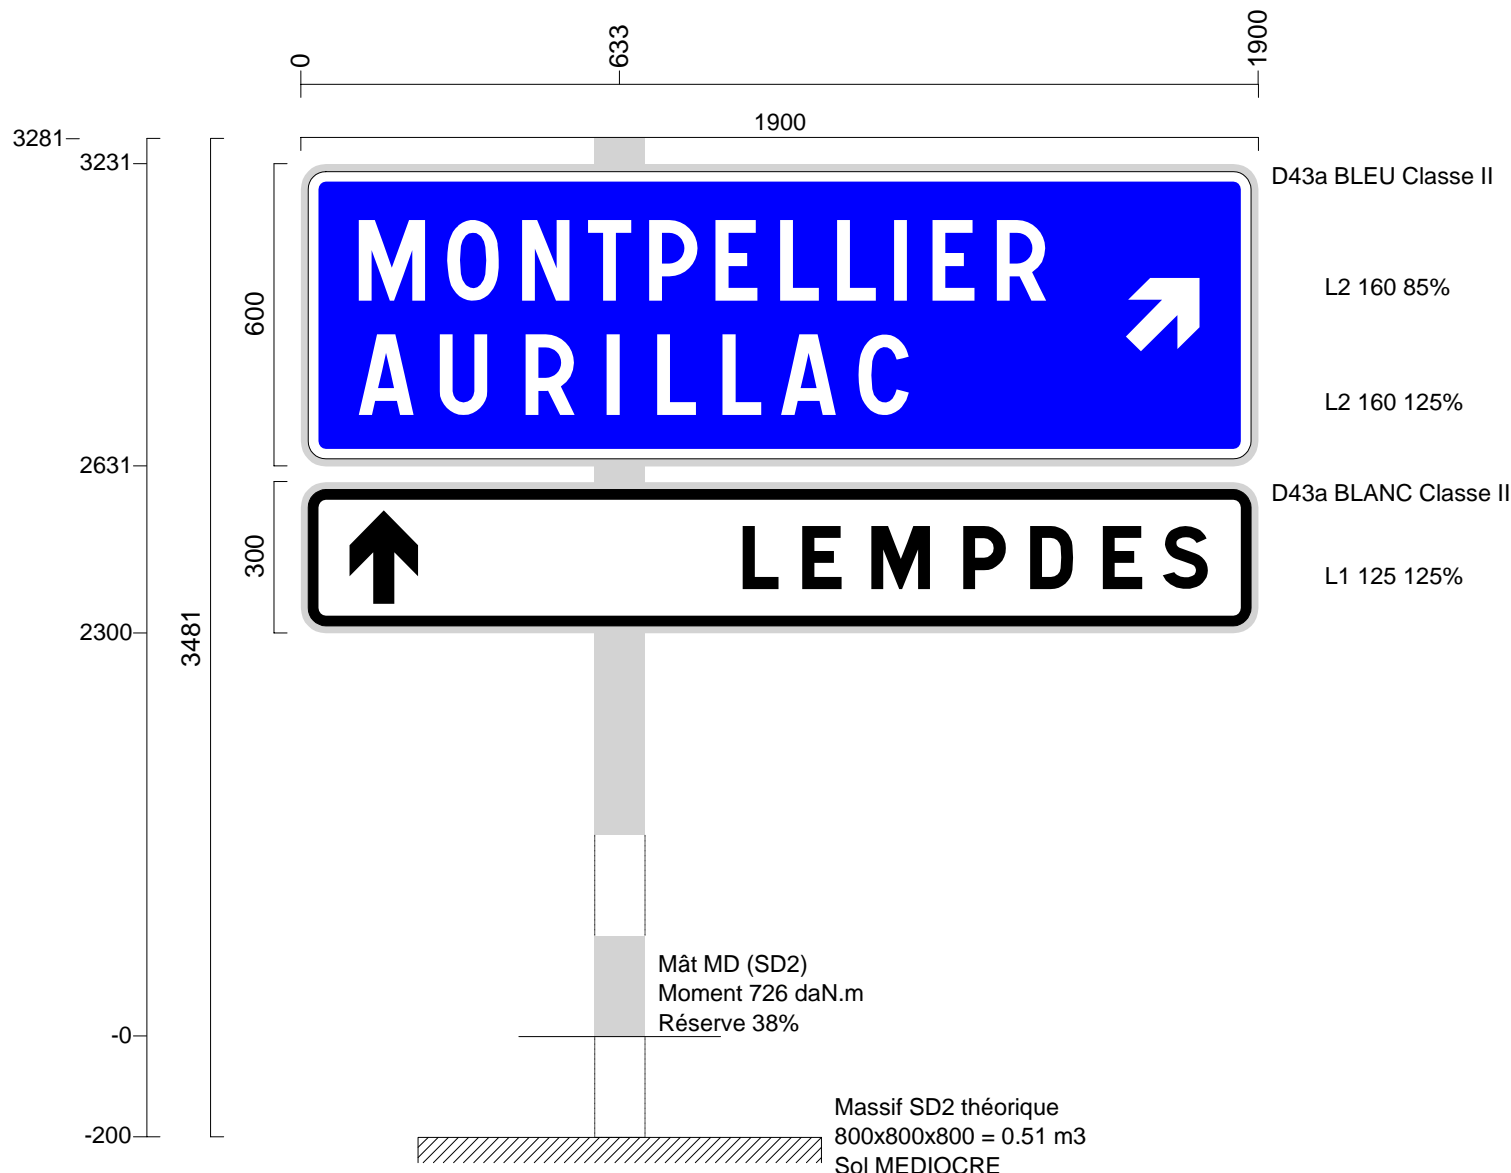 0
633
1900
1900
3281
3231
D43a BLEU Classe II
MONTPELLIER
L2 160 85%
600
AURILLAC
L2 160 125%
2631
D43a BLANC Classe II
300
LEMPDES
L1 125 125%
2300
3481
Mât MD (SD2)
Moment 726 daN.m
Réserve 38%
-0
Massif SD2 théorique
-200
800x800x800 = 0.51 m3
Sol MEDIOCRE